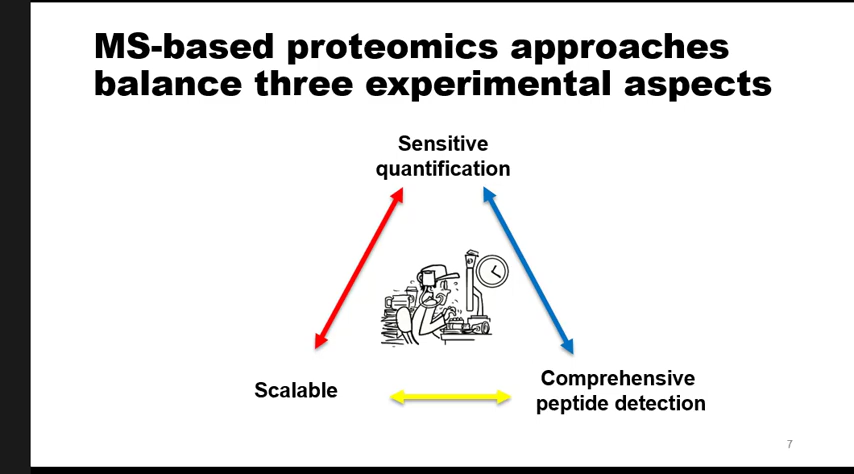 MS-based proteomics approaches
balance three experimental aspects
Sensitive
quantification
Scalable
Comprehensive
peptide detection
7